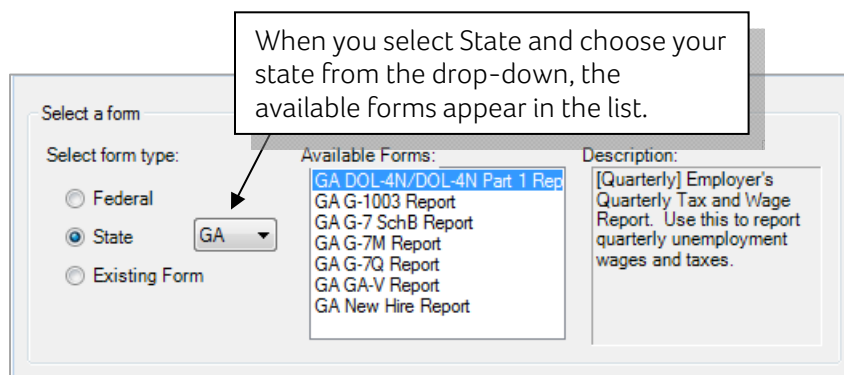 When you select State and choose your
state from the drop-down, the
available forms appear in the list.
Select a form
Select form type:
Federal
State
GA
Existing Form
Available Forms:
GA DOL-4N/DOL-4N Part 1 Rep
GA G-1003 Report
GA G-7 SchB Report
GA G-7M Report
GA G-7Q Report
GA GA-V Report
GA New Hire Report
Description:
[Quarterly] Employer's
Quarterly Tax and Wage
Report. Use this to report
quarterly unemployment
wages and taxes.